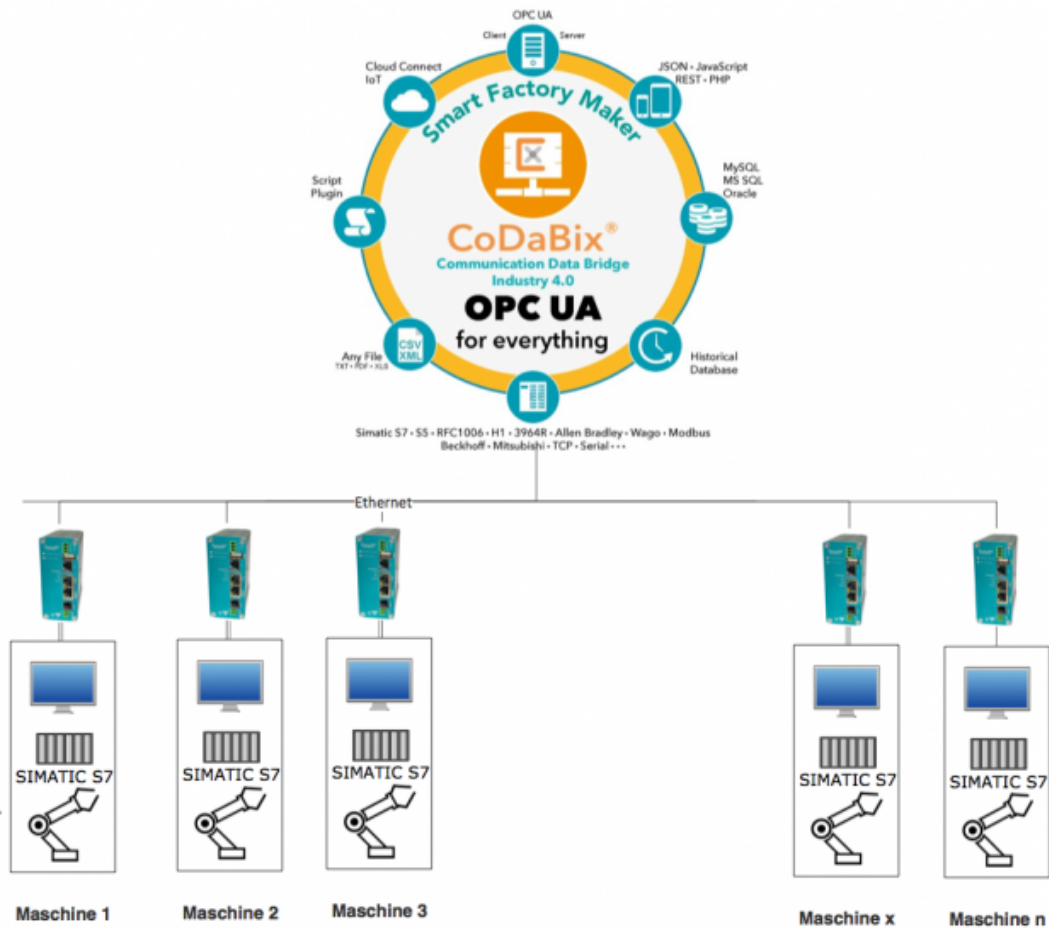 OPC UA
Client
Server
Cloud Connect
IoT
JSON • JavaScript
REST • PHP
Smart Factory Maker
Script
Plugin
MySQL
MS SQL
Oracle
CoDaBix®
Communication Data Bridge
Industry 4.0
OPC UA
for everything
CSV
XML
Any File
TXT • PDF • XLS
Historical
Database
Simatic S7 • S5 • RFC1006 • H1 • 3964R • Allen Bradley • Wago • Modbus
Beckhoff • Mitsubishi • TCP • Serial • • •
Ethernet
SIMATIC S7
SIMATIC S7
SIMATIC S7
SIMATIC S7
SIMATIC S7
Maschine 1
Maschine 2
Maschine 3
Maschine x
Maschine n